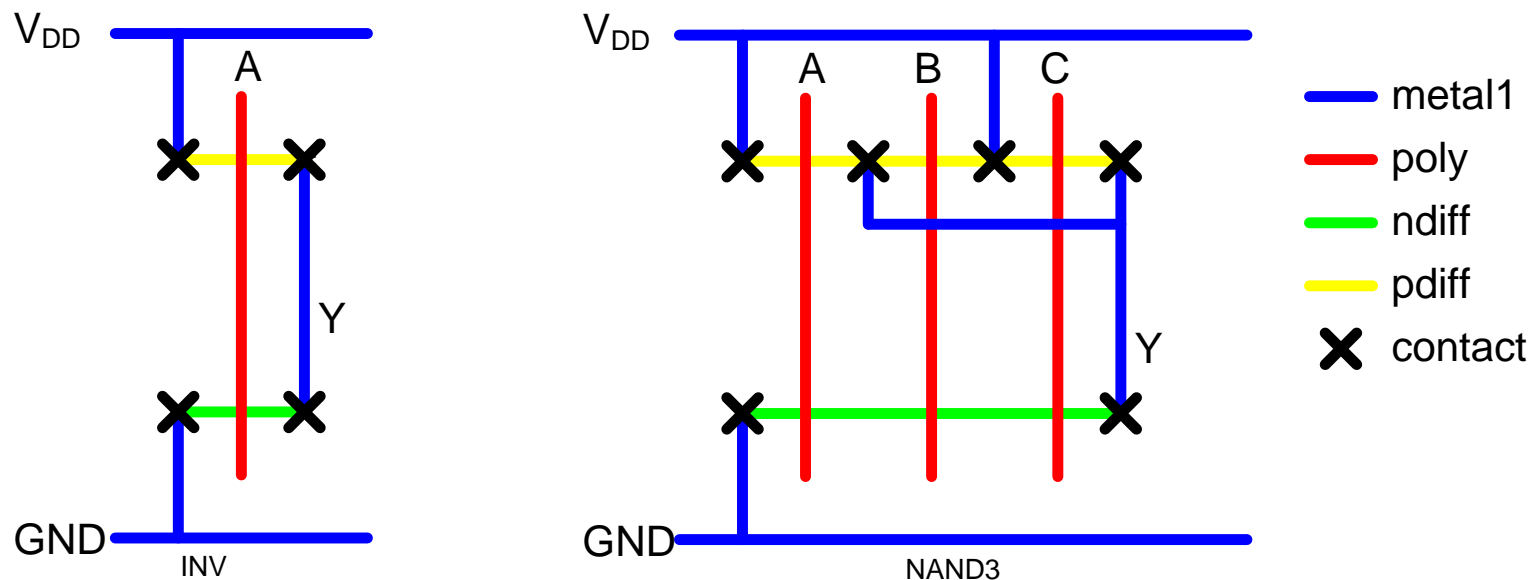 VDD
A
Y
GND
INV
VDD
A B C
Y
GND
NAND3
metal1
poly
ndiff
pdiff
contact